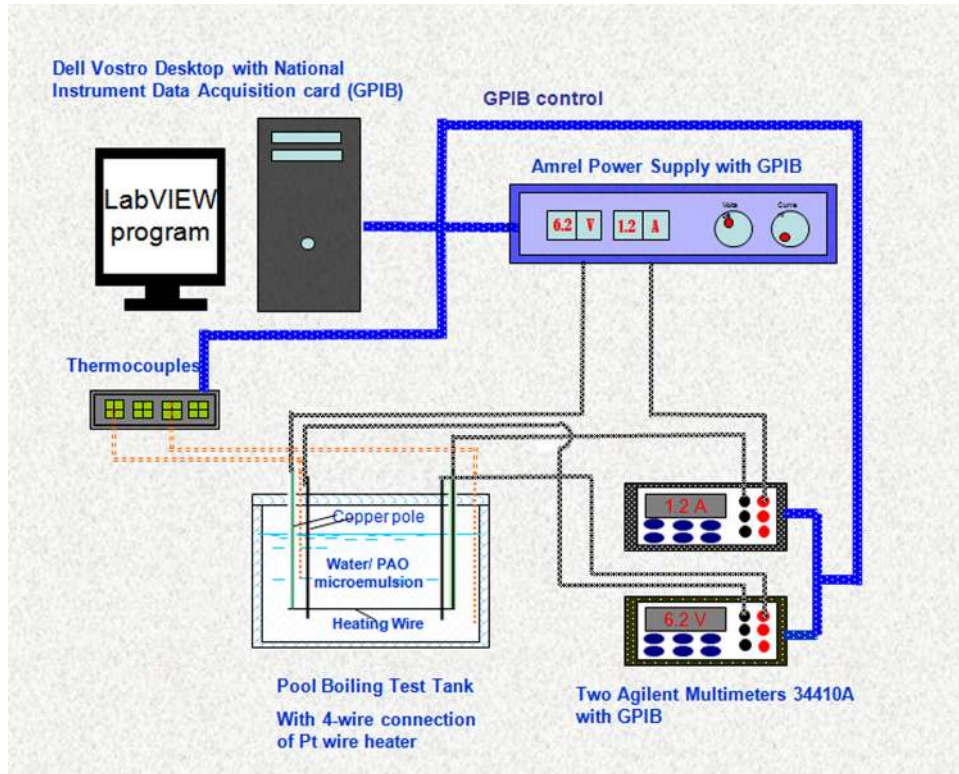 Dell Vostro Desktop with National
Instrument Data Acquisition card (GPIB)
GPIB control
Amrel Power Supply with GPIB
LabVIEW
program
6.2 V 1.2 A
Thermocouples
1.2 A
Copper pole
Water/ PAO
microemulsion
Heating Wire
6.2 V
Pool Boiling Test Tank
With 4-wire connection
of Pt wire heater
Two Agilent Multimeters 34410A
with GPIB